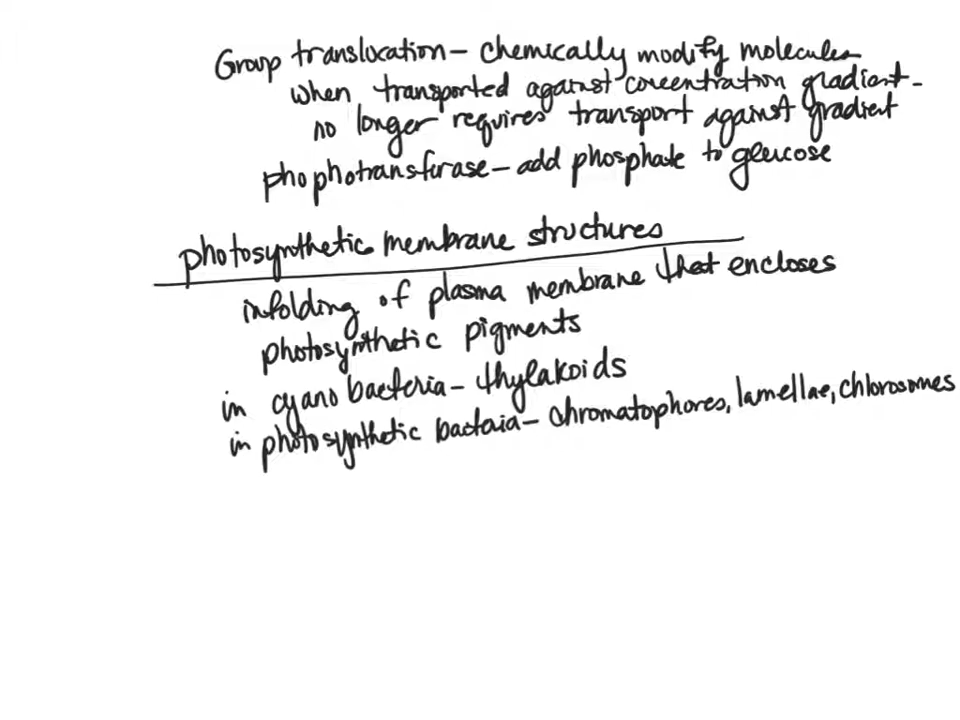 Group translocation - chemically modify molecules
when transported against concentration gradient -
no longer requires transport against gradient
phophotransferase - add phosphate to glucose
photosynthetic membrane structures
infolding of plasma membrane that encloses
photosynthetic pigments
in cyano bacteria - thylakoids
in photosynthetic bacteria - chromatophores, lamellae, chlorosomes